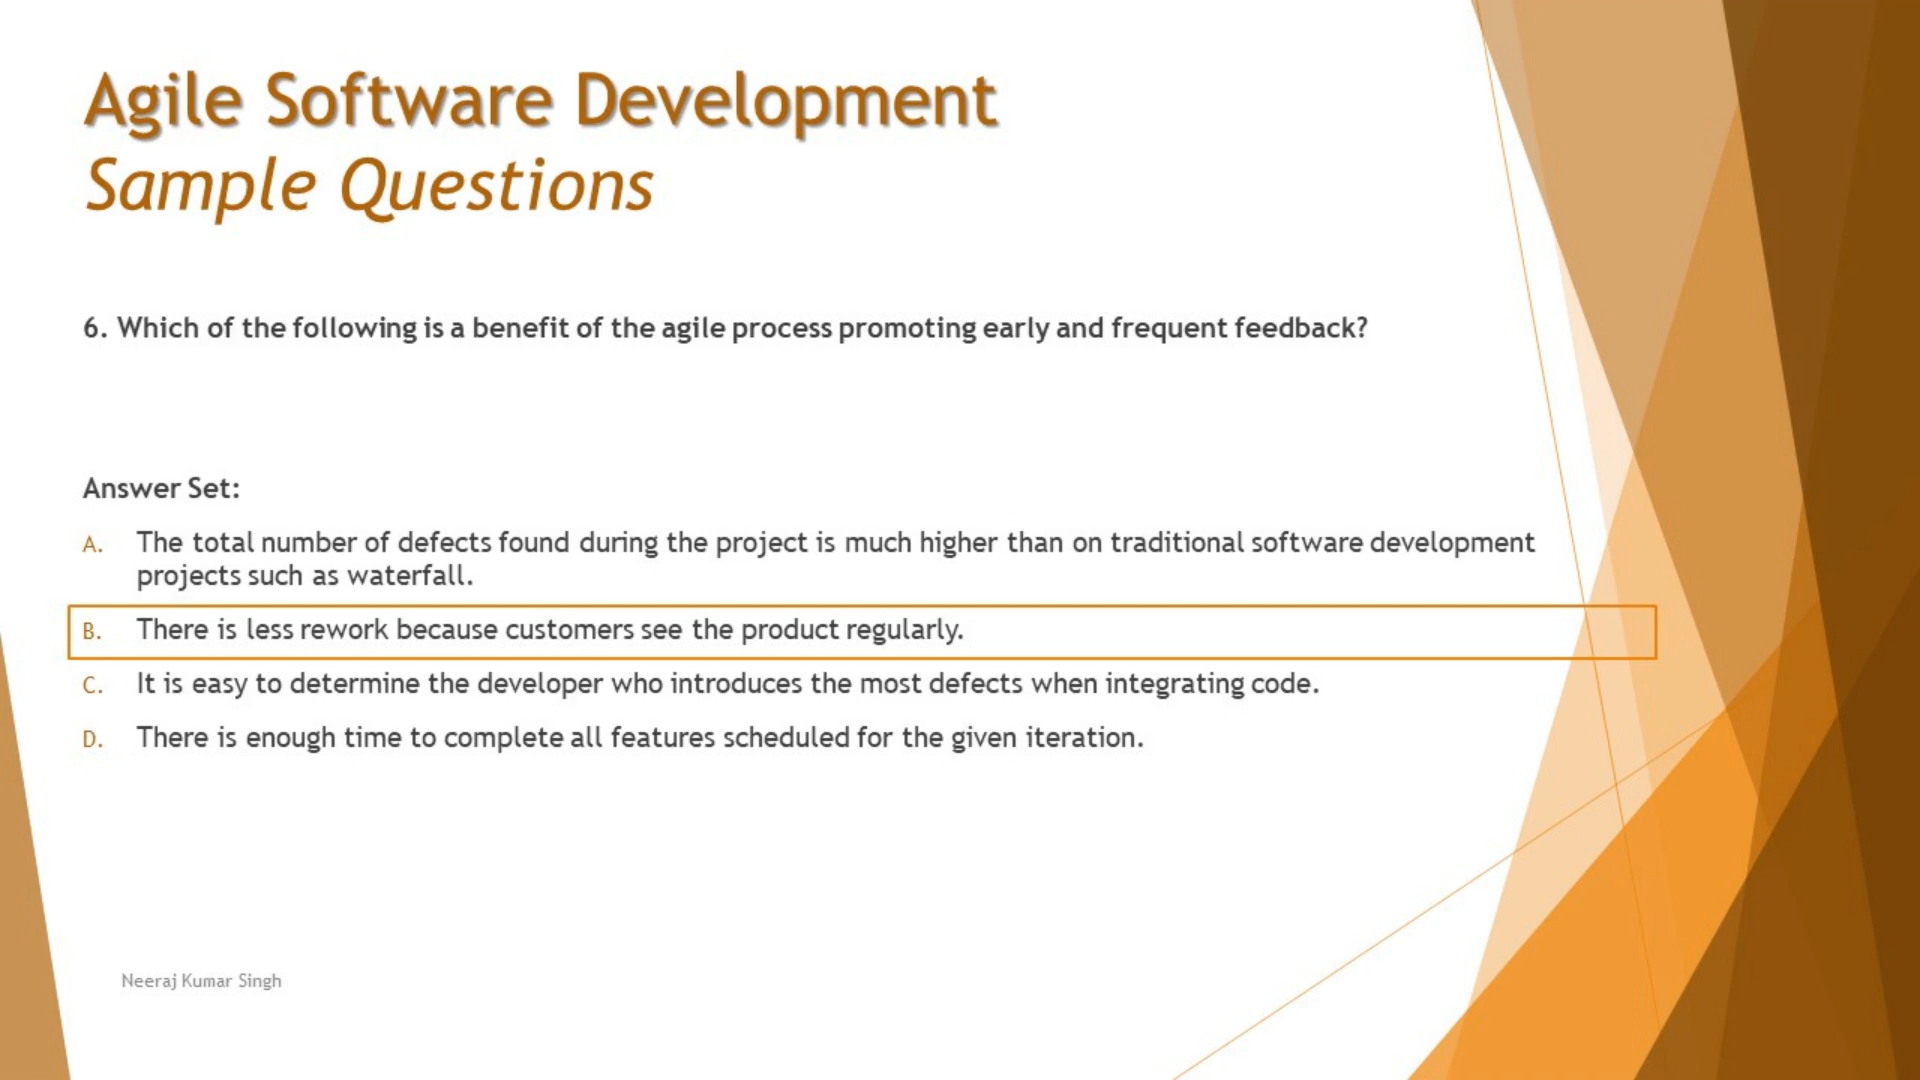 Agile Software Development
Sample Questions
6. Which of the following is a benefit of the agile process promoting early and frequent feedback?
Answer Set:
A. The total number of defects found during the project is much higher than on traditional software development
projects such as waterfall.
B. There is less rework because customers see the product regularly.
C. It is easy to determine the developer who introduces the most defects when integrating code.
D. There is enough time to complete all features scheduled for the given iteration.
Neeraj Kumar Singh